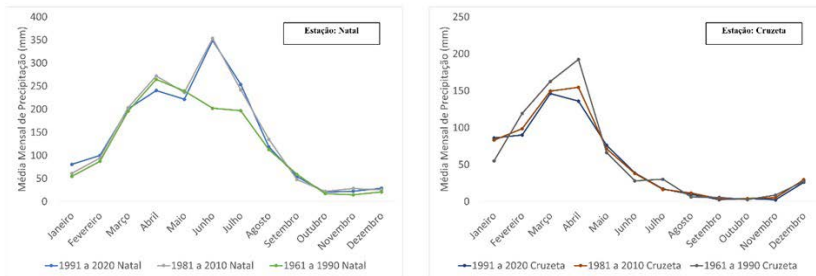 Estação: Natal
Média Mensal de Precipitação (mm)
400
350
300
250
200
150
100
50
0
Janeiro
Fevereiro
Março
Abril
Maio
Junho
Julho
Agosto
Setembro
Outubro
Novembro
Dezembro
1991 a 2020 Natal
1981 a 2010 Natal
1961 a 1990 Natal
Estação: Cruzeta
Média Mensal de Precipitação (mm)
250
200
150
100
50
0
Janeiro
Fevereiro
Março
Abril
Maio
Junho
Julho
Agosto
Setembro
Outubro
Novembro
Dezembro
1991 a 2020 Cruzeta
1981 a 2010 Cruzeta
1961 a 1990 Cruzeta